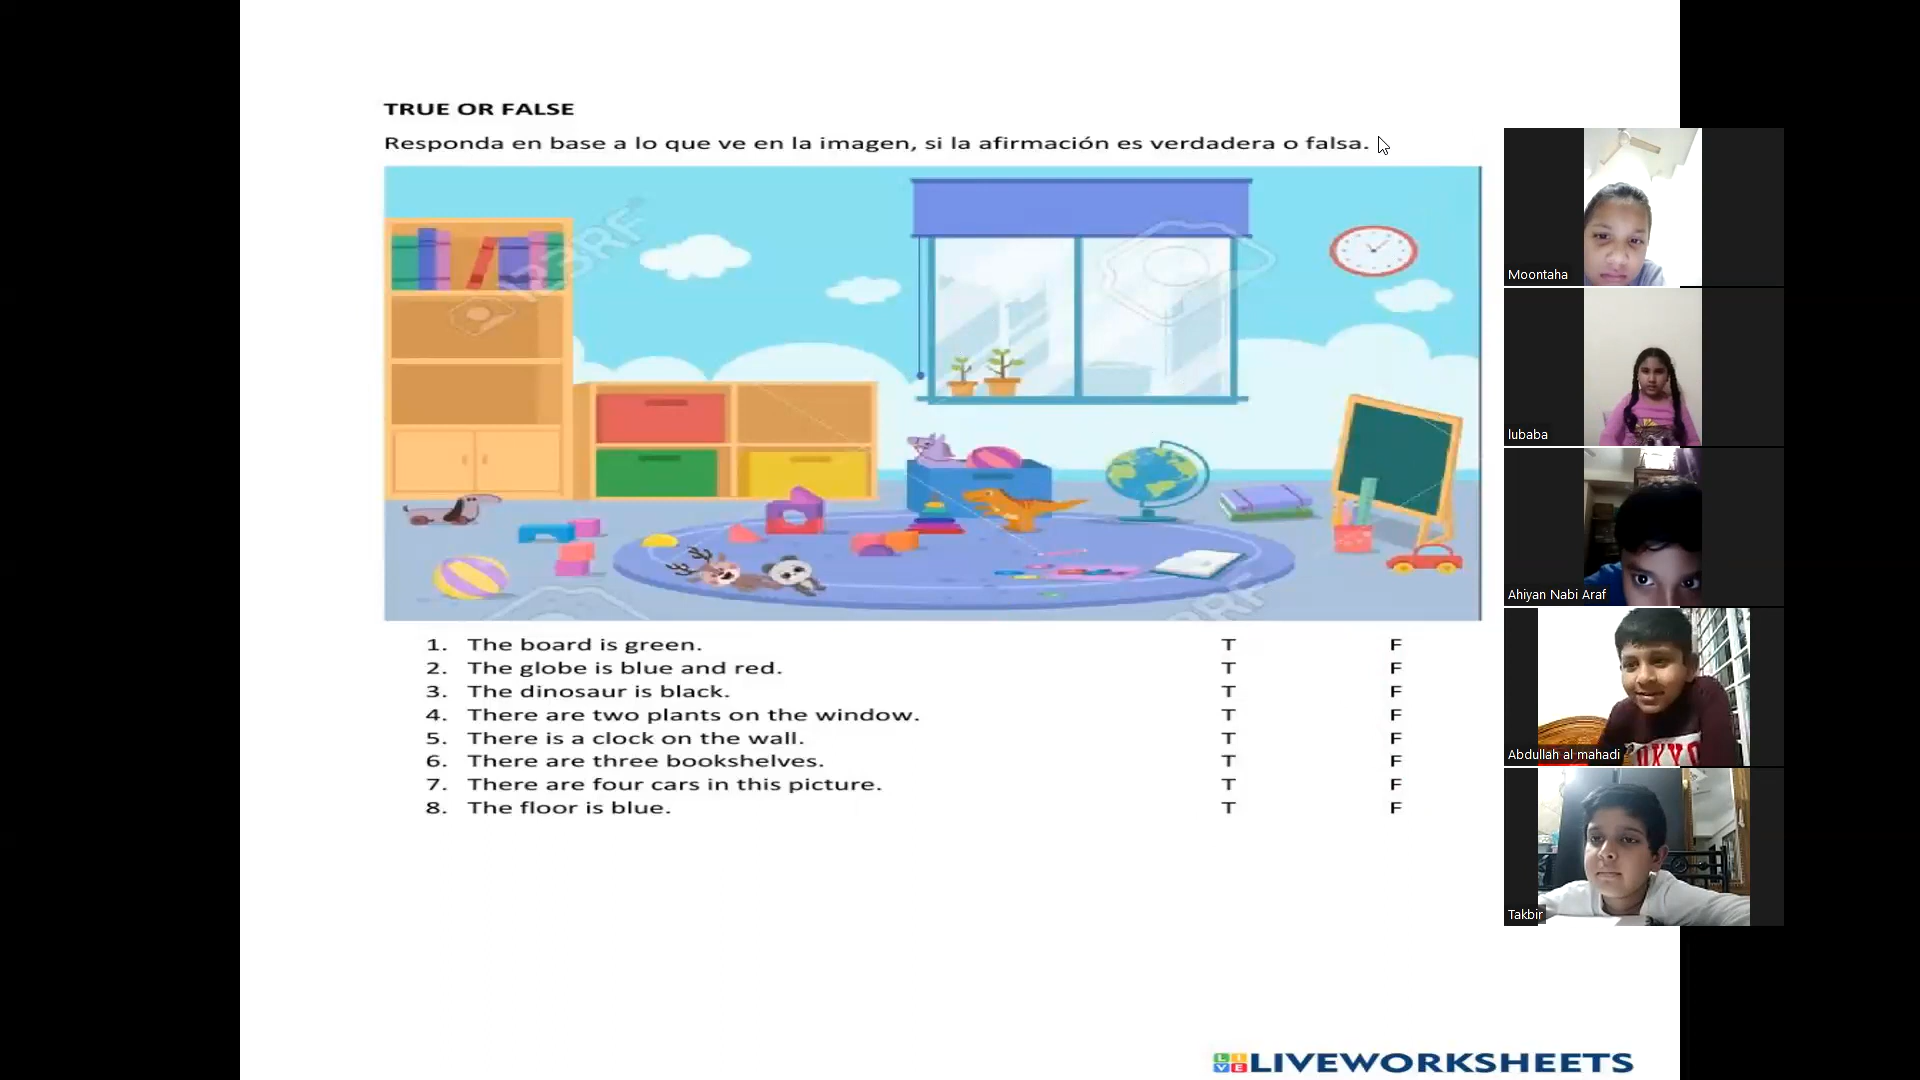 TRUE OR FALSE
Responda en base a lo que ve en la imagen, si la afirmación es verdadera o falsa.
123RF
1. The board is green. T F
2. The globe is blue and red. T F
3. The dinosaur is black. T F
4. There are two plants on the window. T F
5. There is a clock on the wall. T F
6. There are three bookshelves. T F
7. There are four cars in this picture. T F
8. The floor is blue. T F
LIVE LIVEWORKSHEETS
Moontaha
lubaba
Ahiyan Nabi Araf
Abdullah al mahadi
Takbir